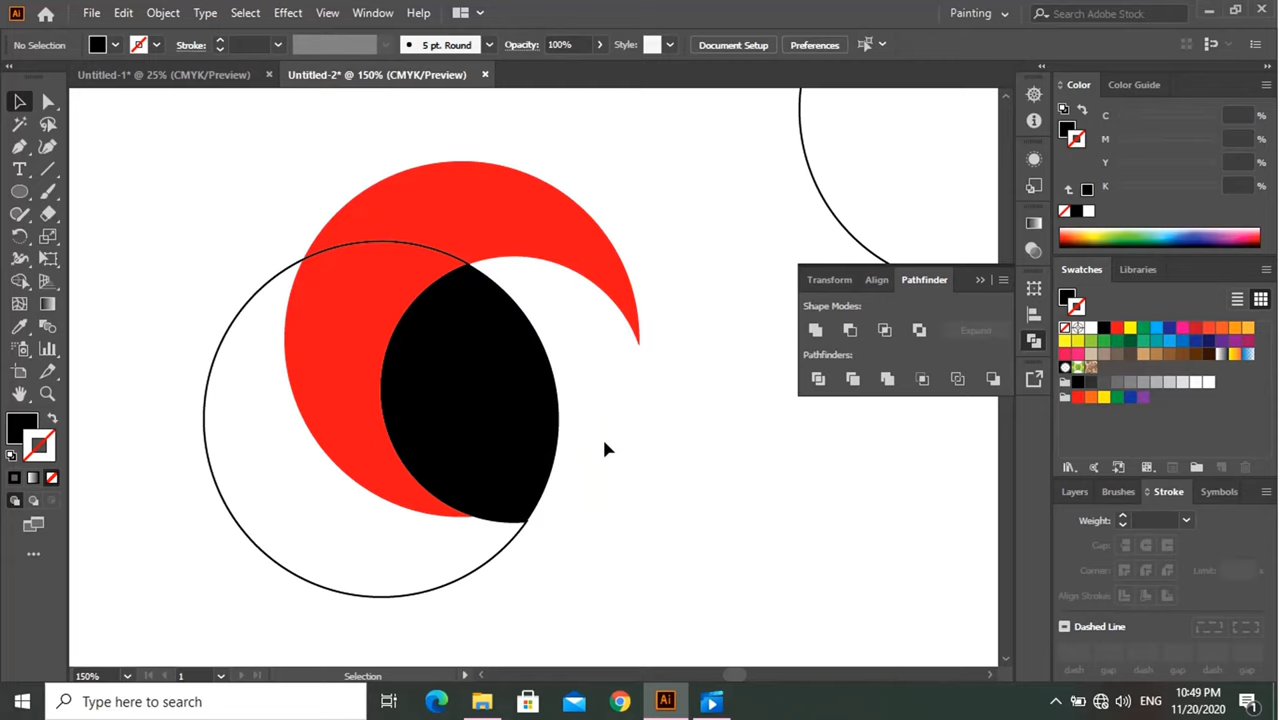 Ai File Edit Object Type Select Effect View Window Help Painting Search Adobe Stock
No Selection Stroke: 5 pt. Round Opacity: 100% Style: Document Setup Preferences
Untitled-1* @ 25% (CMYK/Preview) × Untitled-2* @ 150% (CMYK/Preview) ×
Color Color Guide
C %
M %
Y %
K %
Transform Align Pathfinder
Shape Modes:
Expand
Pathfinders:
Swatches Libraries
Layers Brushes Stroke Symbols
Weight:
Cap:
Corner: Limit: x
Align Stroke:
Dashed Line
dash gap dash gap dash gap
150% 1 Selection
Type here to search
Ai
ENG
10:49 PM
11/20/2020
1